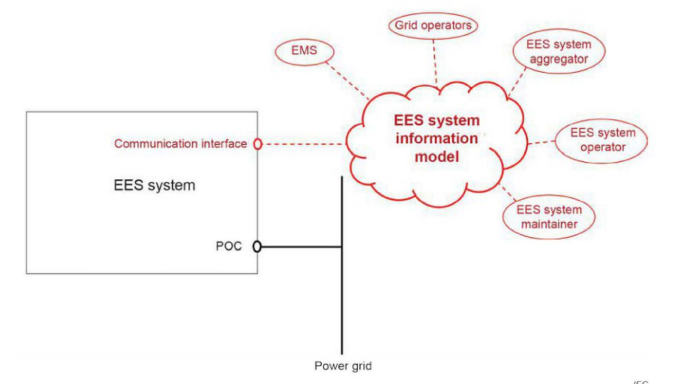 Grid operators
EMS
EES system
aggregator
EES system
information
model
Communication interface
EES system
operator
EES system
EES system
maintainer
POC
Power grid
IEC